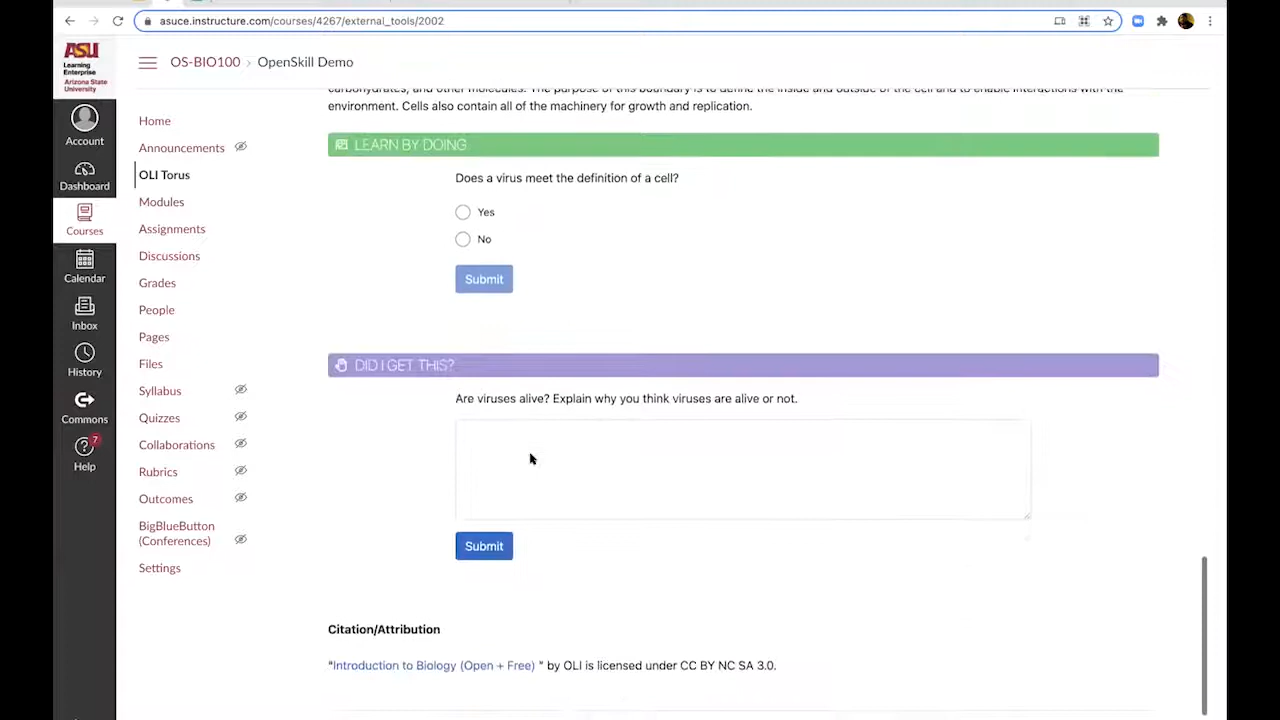 asuce.instructure.com/courses/4267/external_tools/2002
ASU
Learning
Enterprise
Arizona State
University
OS-BIO100 › OpenSkill Demo
Account
Dashboard
Courses
Calendar
Inbox
History
Commons
7
Help
Home
Announcements
OLI Torus
Modules
Assignments
Discussions
Grades
People
Pages
Files
Syllabus
Quizzes
Collaborations
Rubrics
Outcomes
BigBlueButton
(Conferences)
Settings
carbohydrates, and other molecules. The purpose of this boundary is to define the inside and outside of the cell and to enable interactions with the
environment. Cells also contain all of the machinery for growth and replication.
LEARN BY DOING
Does a virus meet the definition of a cell?
Yes
No
Submit
DID I GET THIS?
Are viruses alive? Explain why you think viruses are alive or not.
Submit
Citation/Attribution
“Introduction to Biology (Open + Free) ” by OLI is licensed under CC BY NC SA 3.0.